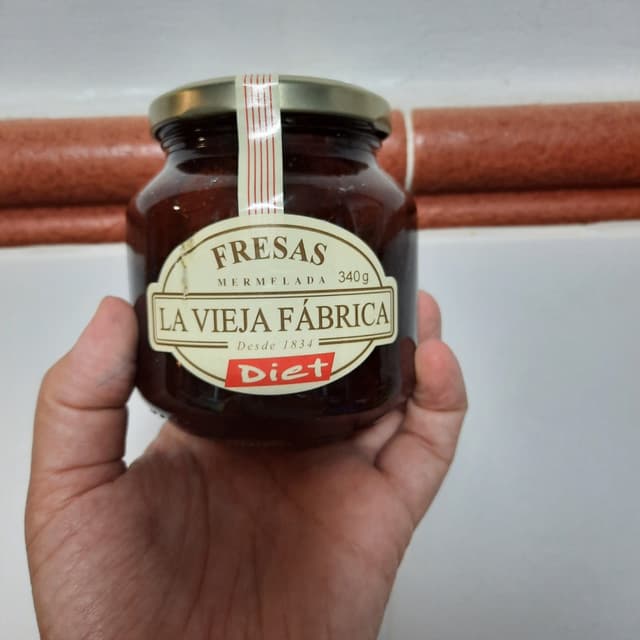 FRESAS
MERMELADA 340g
LA VIEJA FÁBRICA
Desde 1834
Diet